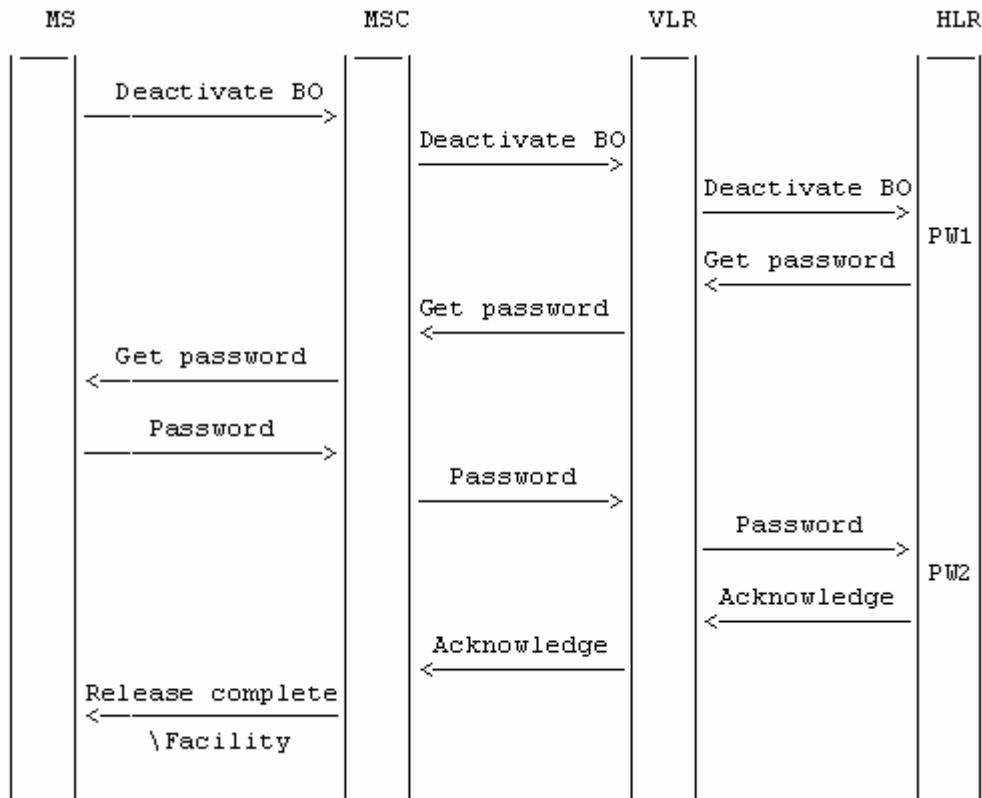 MS MSC VLR HLR
Deactivate BO
Deactivate BO
Deactivate BO
PW1
Get password
Get password
Get password
Password
Password
Password
PW2
Acknowledge
Acknowledge
Release complete
\Facility